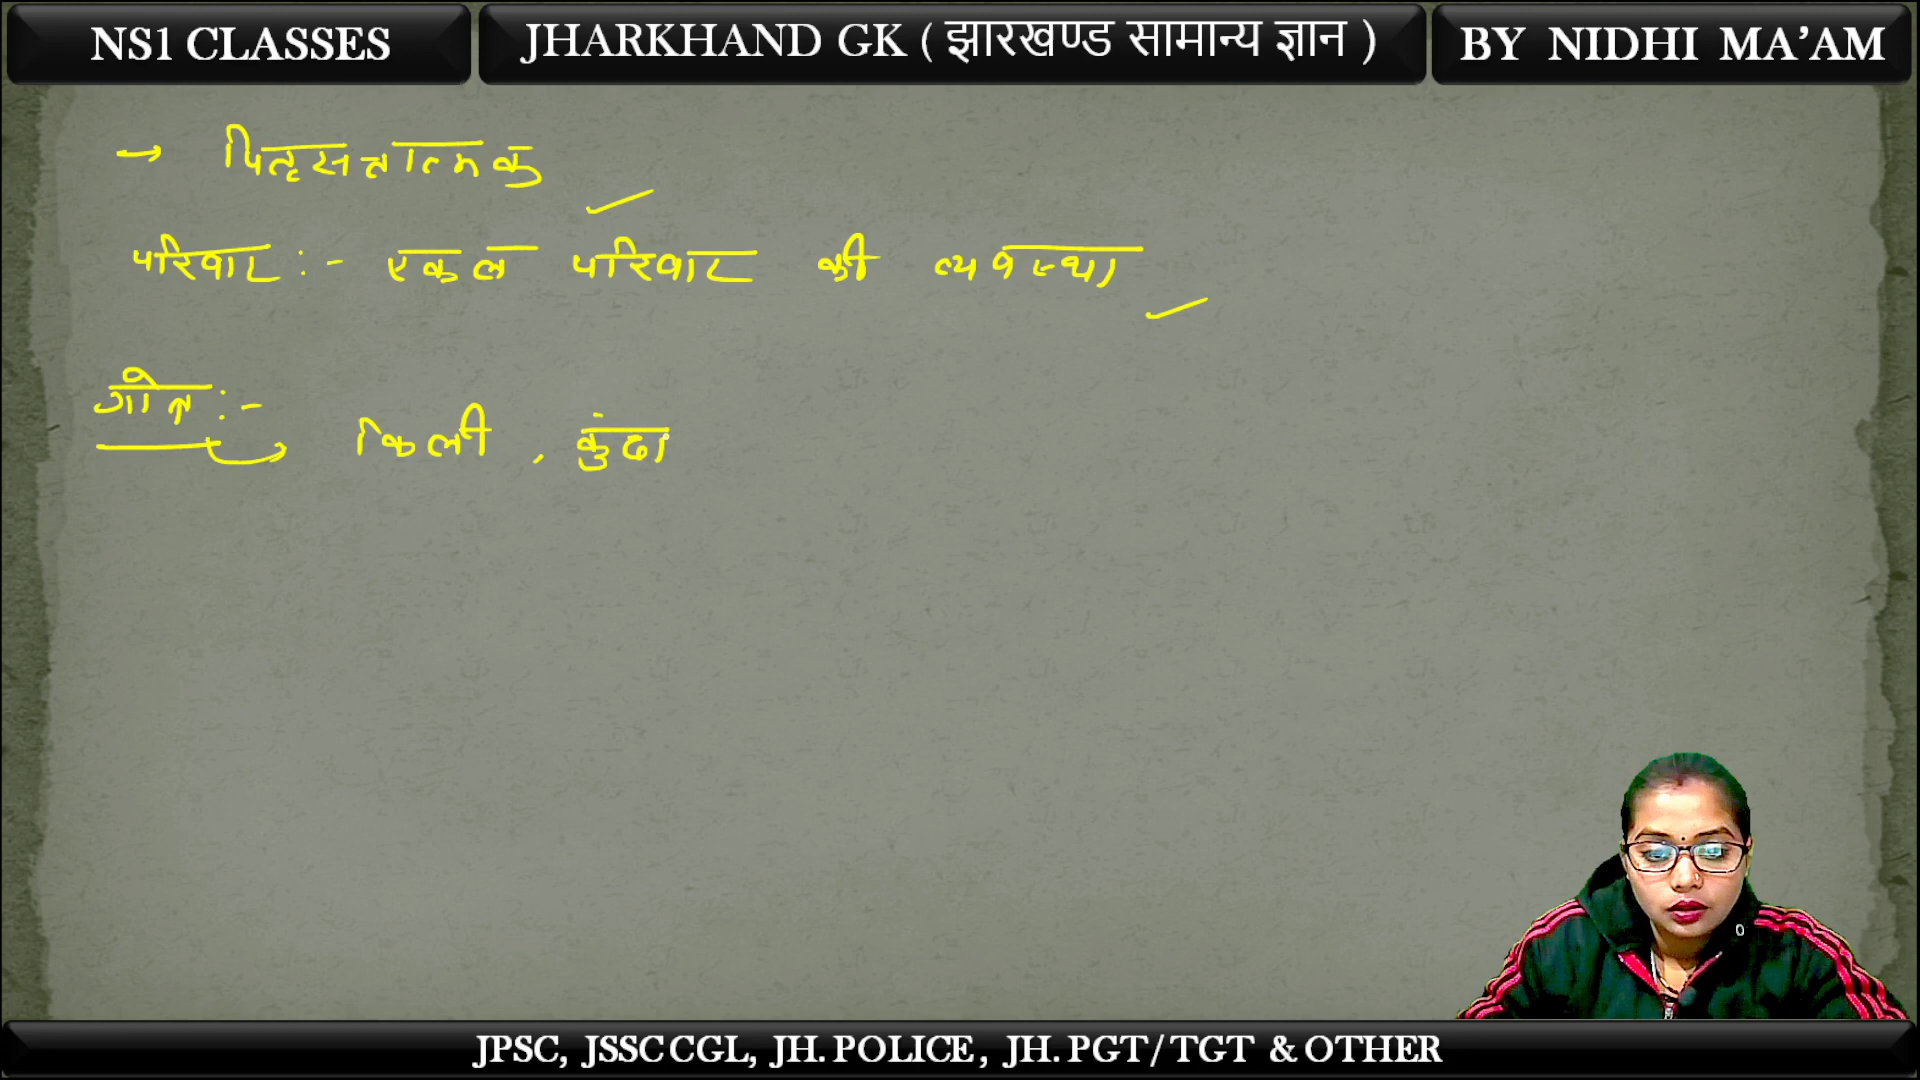 NS1 CLASSES
JHARKHAND GK ( झारखण्ड सामान्य ज्ञान )
BY NIDHI MA’AM
→ पितृसत्तात्मक
परिवार :- एकल परिवार की व्यवस्था
गोत्र :-
किली , कुंदा
JPSC, JSSC CGL, JH. POLICE, JH. PGT/ TGT & OTHER